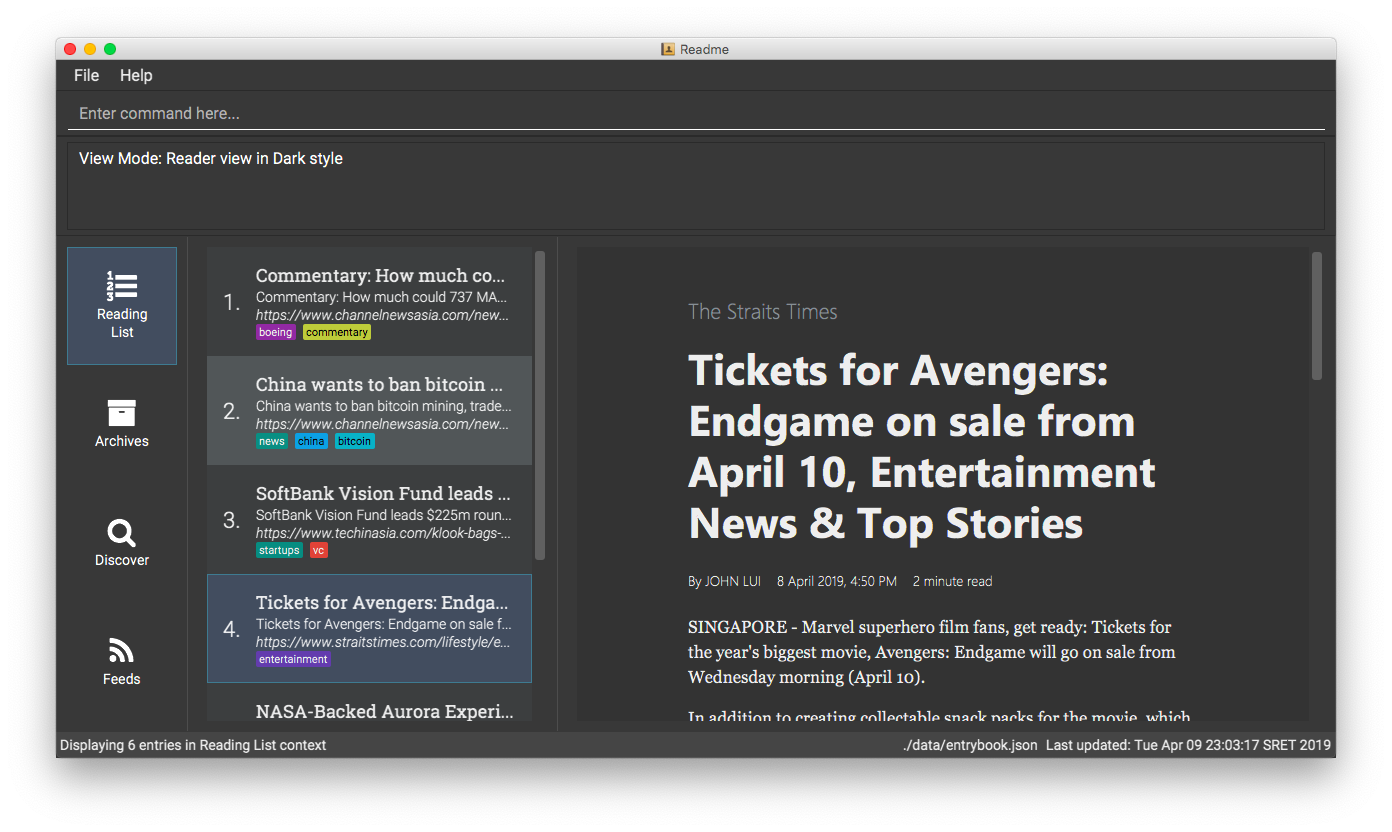 Readme
File Help
Enter command here...
View Mode: Reader view in Dark style
Reading
List
Archives
Discover
Feeds
1.
Commentary: How much co...
Commentary: How much could 737 MA...
https://www.channelnewsasia.com/new...
boeing commentary
2.
China wants to ban bitcoin ...
China wants to ban bitcoin mining, trade...
https://www.channelnewsasia.com/new...
news china bitcoin
3.
SoftBank Vision Fund leads ...
SoftBank Vision Fund leads $225m roun...
https://www.techinasia.com/klook-bags-...
startups vc
4.
Tickets for Avengers: Endga...
Tickets for Avengers: Endgame on sale f...
https://www.straitstimes.com/lifestyle/e...
entertainment
NASA-Backed Aurora Experi...
The Straits Times
Tickets for Avengers:
Endgame on sale from
April 10, Entertainment
News & Top Stories
By JOHN LUI 8 April 2019, 4:50 PM 2 minute read
SINGAPORE - Marvel superhero film fans, get ready: Tickets for
the year's biggest movie, Avengers: Endgame will go on sale from
Wednesday morning (April 10).
In addition to creating collectable snack packs for the movie, which
Displaying 6 entries in Reading List context
./data/entrybook.json Last updated: Tue Apr 09 23:03:17 SRET 2019